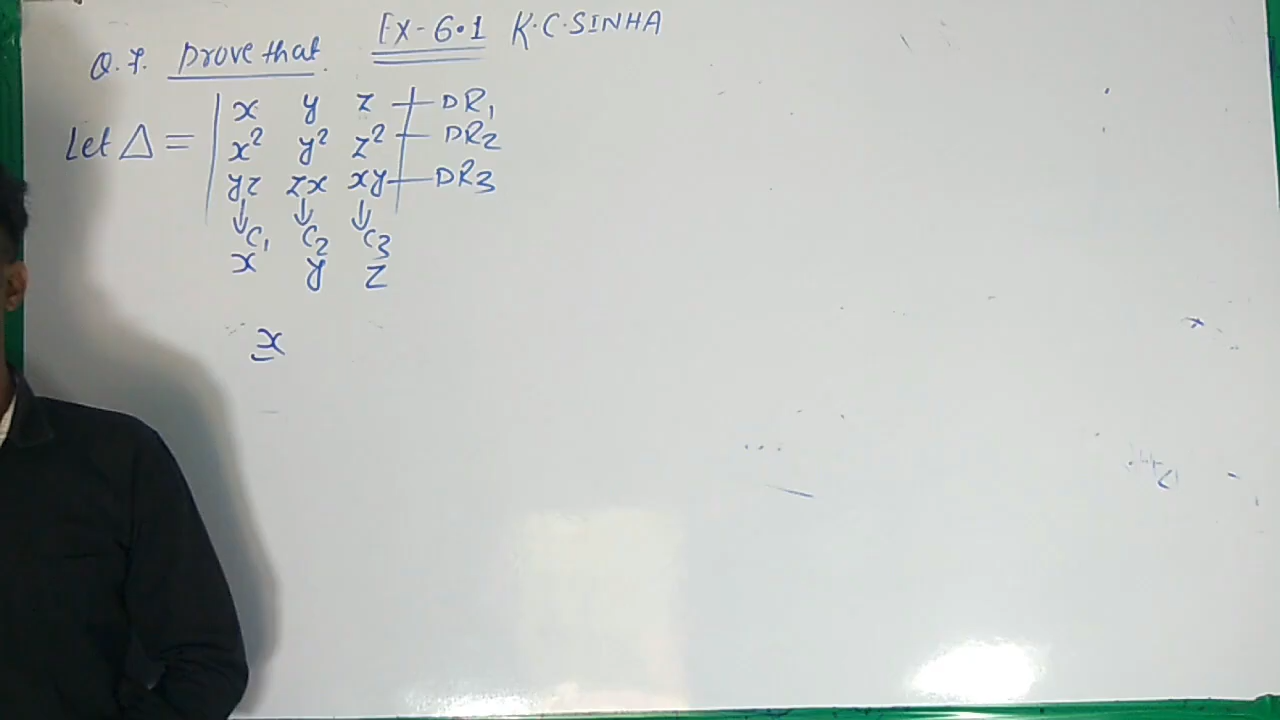 Ex-6.1 K.C.SINHA
Q.7. prove that
Let Δ = | x y z | DR1
x² y² z² DR2
yz zx xy DR3
↓C1 ↓C2 ↓C3
x y z
x